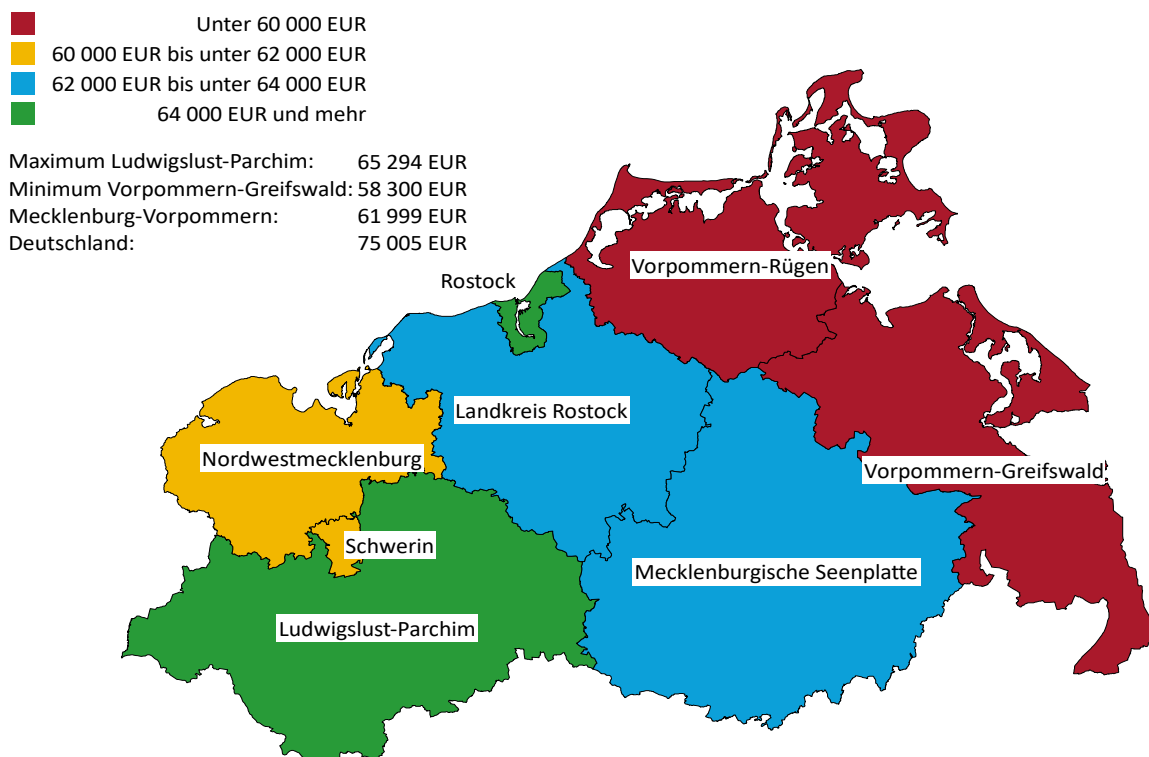 Unter 60 000 EUR
60 000 EUR bis unter 62 000 EUR
62 000 EUR bis unter 64 000 EUR
64 000 EUR und mehr
Maximum Ludwigslust-Parchim: 65 294 EUR
Minimum Vorpommern-Greifswald: 58 300 EUR
Mecklenburg-Vorpommern: 61 999 EUR
Deutschland: 75 005 EUR
Vorpommern-Rügen
Rostock
Landkreis Rostock
Nordwestmecklenburg
Vorpommern-Greifswald
Schwerin
Mecklenburgische Seenplatte
Ludwigslust-Parchim